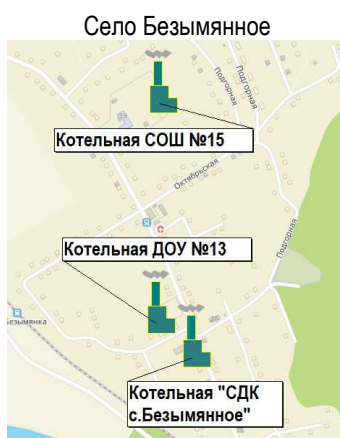 Село Безымянное
Подгорная
Подгорная
Котельная СОШ №15
Октябрьская
Подгорная
Котельная ДОУ №13
Безымянка
Котельная "СДК
с.Безымянное"